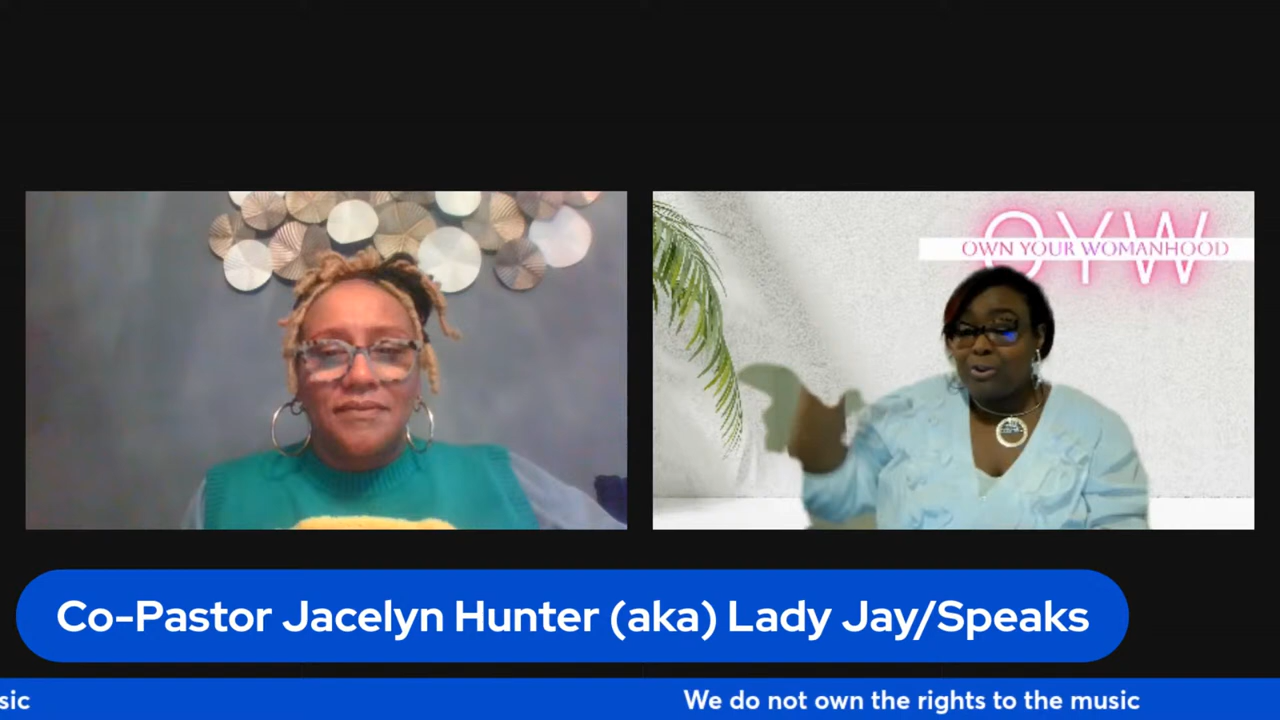 OYW
OWN YOUR WOMANHOOD
Co-Pastor Jacelyn Hunter (aka) Lady Jay/Speaks
sic
We do not own the rights to the music